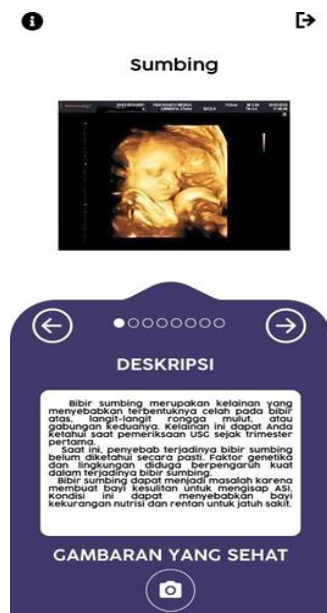 Sumbing
DESKRIPSI
Bibir sumbing merupakan kelainan yang
menyebabkan terbentuknya celah pada bibir
atas, langit-langit rongga mulut, atau
gabungan keduanya. Kelainan ini dapat Anda
ketahui saat pemeriksaan USG sejak trimester
pertama.
Saat ini, penyebab terjadinya bibir sumbing
belum diketahui secara pasti. Faktor genetika
dan lingkungan diduga berpengaruh kuat
dalam terjadinya bibir sumbing.
Bibir sumbing dapat menjadi masalah karena
membuat bayi kesulitan untuk mengisap ASI.
Kondisi ini dapat menyebabkan bayi
kekurangan nutrisi dan rentan untuk jatuh sakit.
GAMBARAN YANG SEHAT